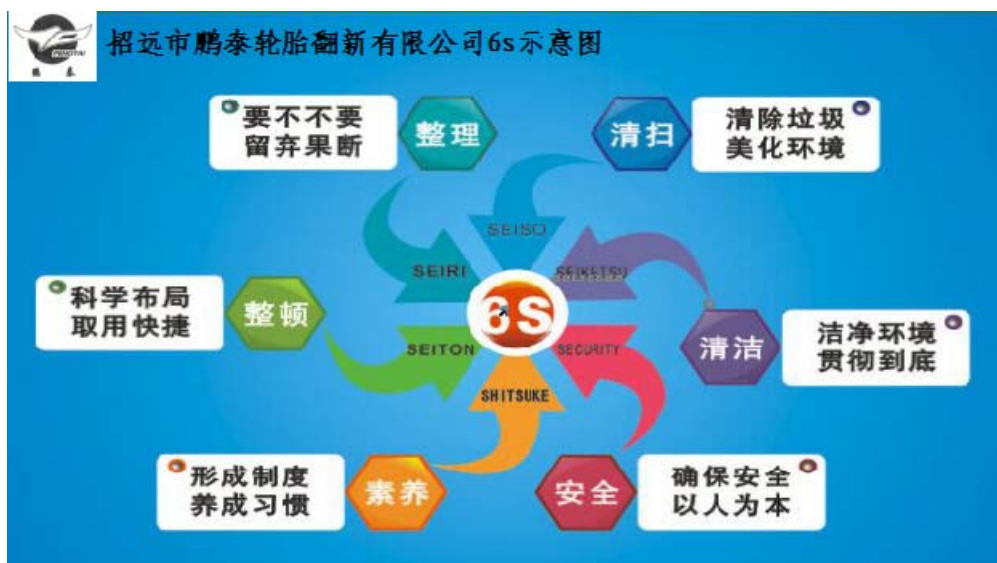 PENGTAI
鹏 泰
招远市鹏泰轮胎翻新有限公司6s示意图
要不不要
留弃果断
整理
清扫
清除垃圾
美化环境
SEISO
SEIRI
SEIKETSU
科学布局
取用快捷
整顿
6S
清洁
洁净环境
贯彻到底
SEITON
SECURITY
SHITSUKE
形成制度
养成习惯
素养
安全
确保安全
以人为本